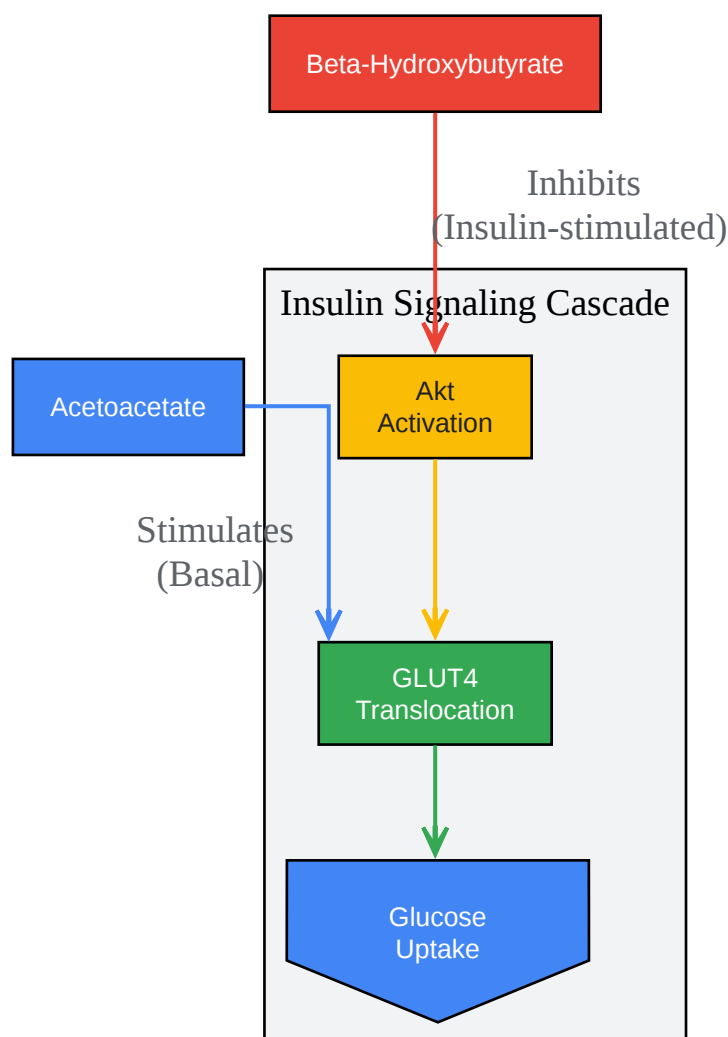 Beta-Hydroxybutyrate
Inhibits
(Insulin-stimulated)
Insulin Signaling Cascade
Akt
Activation
Acetoacetate
Stimulates
(Basal)
GLUT4
Translocation
Glucose
Uptake